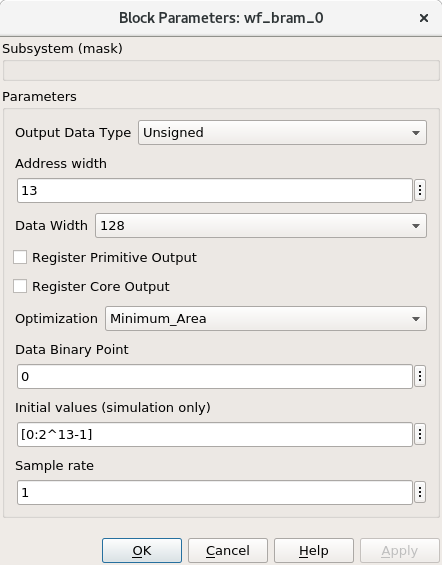 Block Parameters: wf_bram_0
Subsystem (mask)
Parameters
Output Data Type Unsigned
Address width
13
Data Width 128
Register Primitive Output
Register Core Output
Optimization Minimum_Area
Data Binary Point
0
Initial values (simulation only)
[0:2^13-1]
Sample rate
1
OK Cancel Help Apply